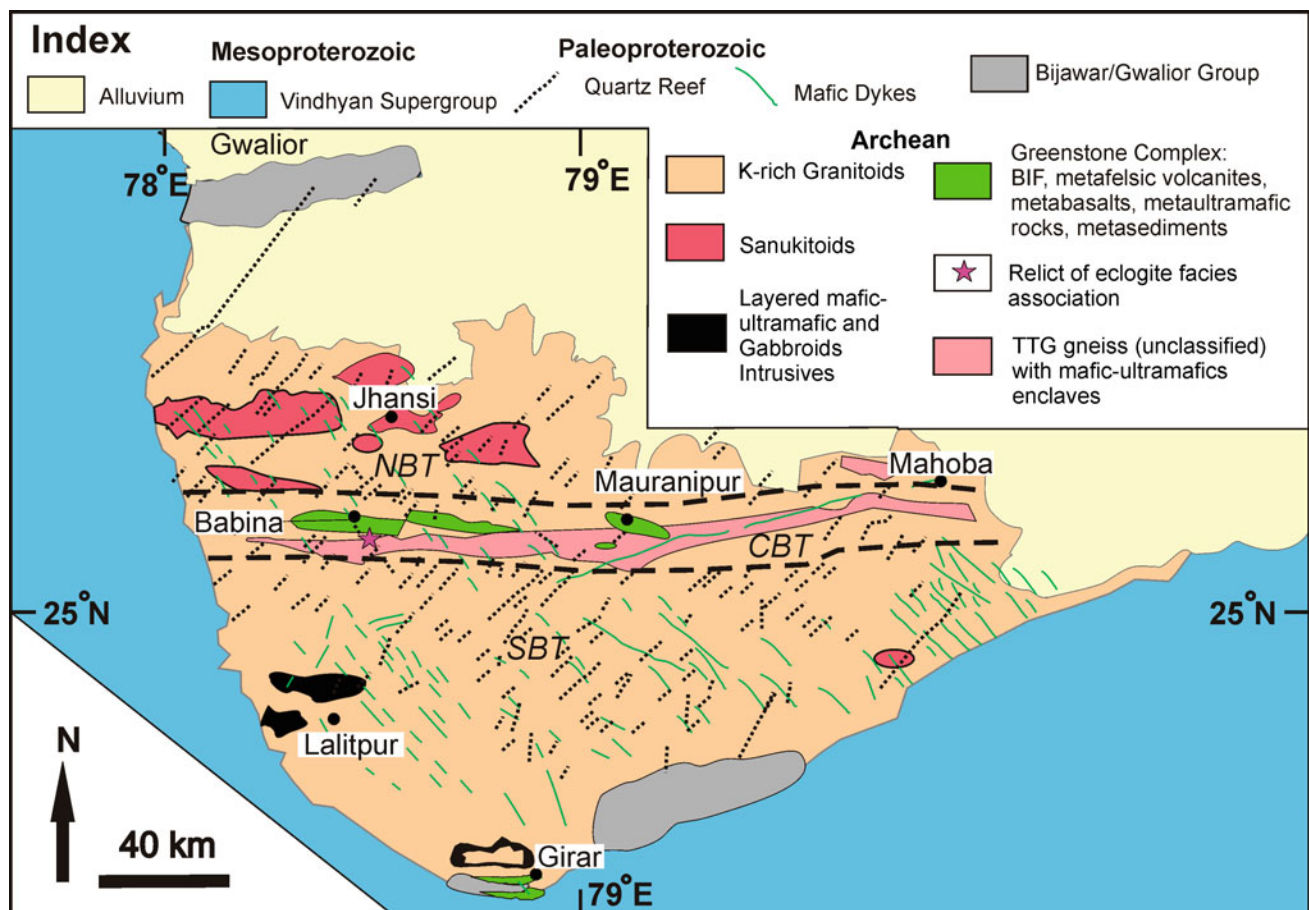 Index
Mesoproterozoic
Paleoproterozoic
Alluvium
Vindhyan Supergroup
Quartz Reef
Mafic Dykes
Bijawar/Gwalior Group
Archean
K-rich Granitoids
Sanukitoids
Layered mafic-
ultramafic and
Gabbroids
Intrusives
Greenstone Complex:
BIF, metafelsic volcanites,
metabasalts, metaultramafic
rocks, metasediments
Relict of eclogite facies
association
TTG gneiss (unclassified)
with mafic-ultramafics
enclaves
Gwalior
78°E
79°E
Jhansi
NBT
Mauranipur
Mahoba
Babina
CBT
25°N
25°N
SBT
Lalitpur
N
40 km
Girar
79°E